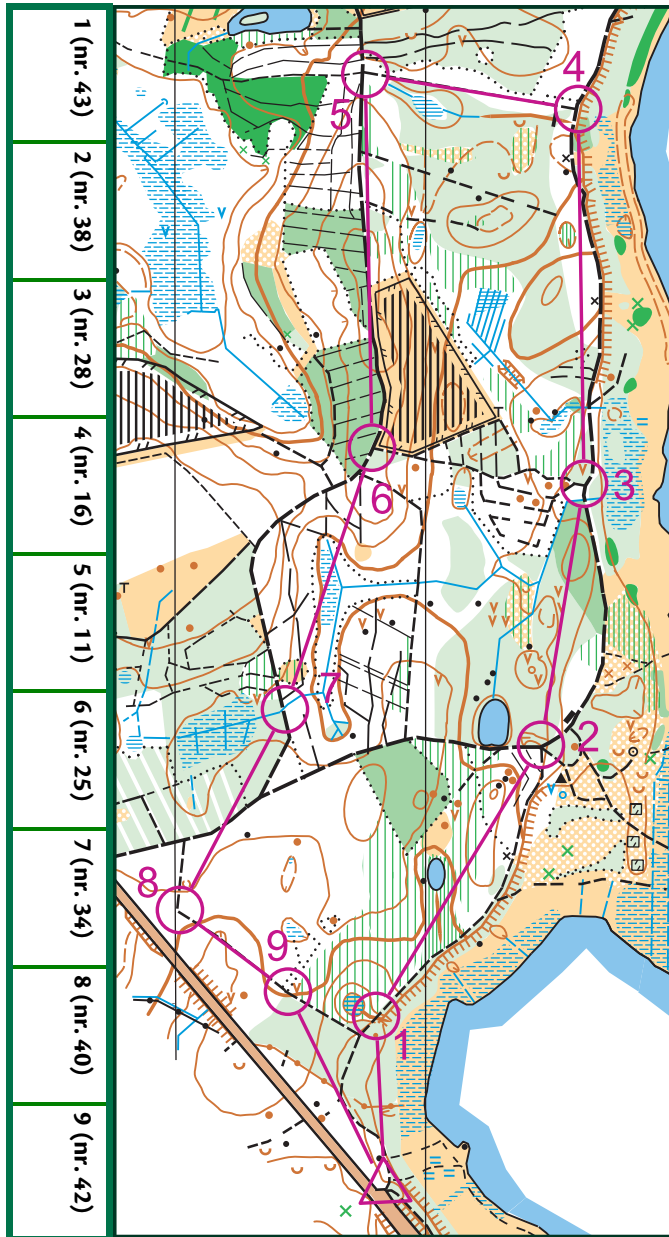 1 (nr. 43)
2 (nr. 38)
3 (nr. 28)
4 (nr. 16)
5 (nr. 11)
6 (nr. 25)
7 (nr. 34)
8 (nr. 40)
9 (nr. 42)
4
5
3
6
7
2
8
9
1